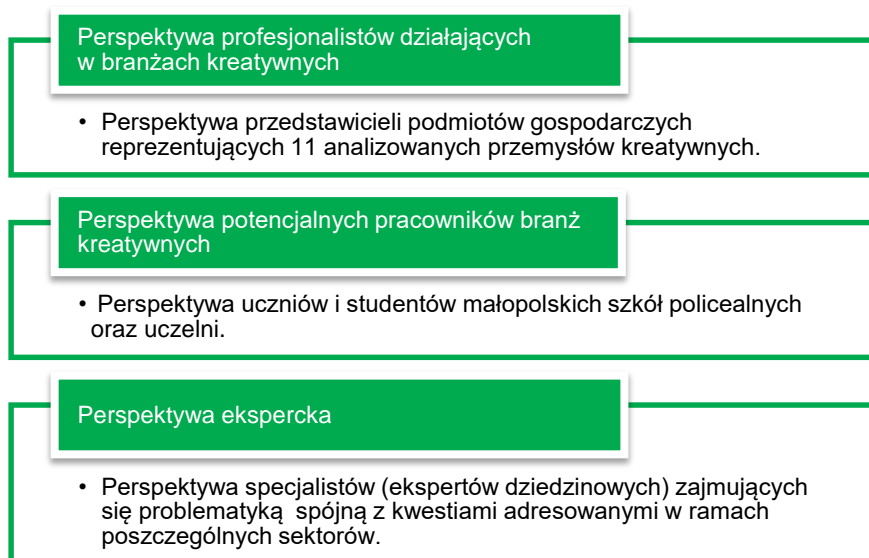 Perspektywa profesjonalistów działających
w branżach kreatywnych
• Perspektywa przedstawicieli podmiotów gospodarczych
reprezentujących 11 analizowanych przemysłów kreatywnych.
Perspektywa potencjalnych pracowników branż
kreatywnych
• Perspektywa uczniów i studentów małopolskich szkół policealnych
oraz uczelni.
Perspektywa ekspercka
• Perspektywa specjalistów (ekspertów dziedzinowych) zajmujących
się problematyką spójną z kwestiami adresowanymi w ramach
poszczególnych sektorów.